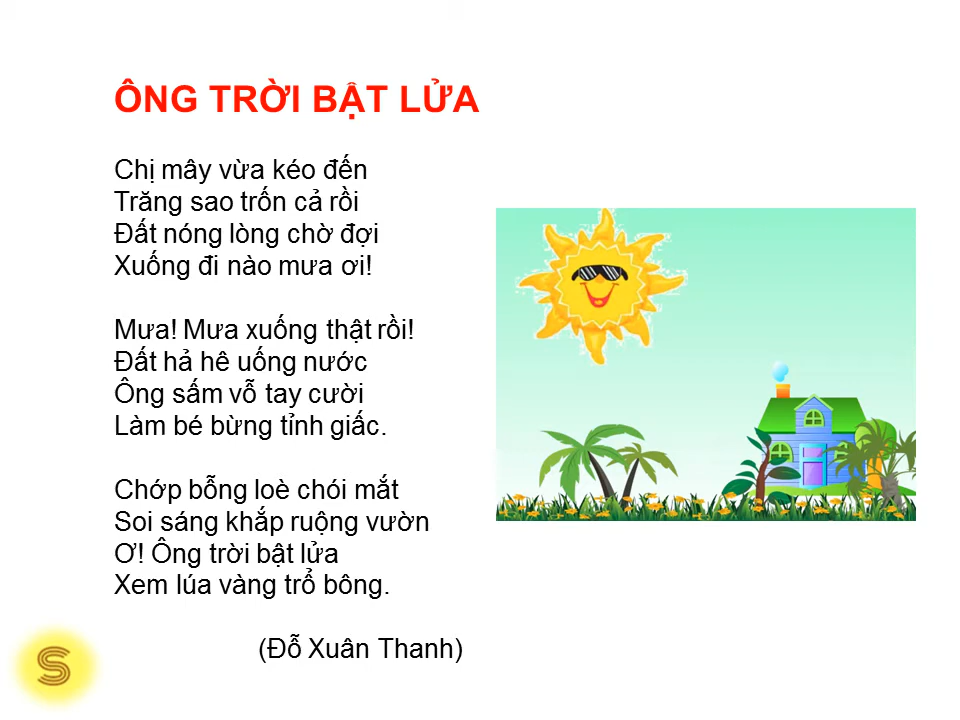 ÔNG TRỜI BẬT LỬA
Chị mây vừa kéo đến
Trăng sao trốn cả rồi
Đất nóng lòng chờ đợi
Xuống đi nào mưa ơi!
Mưa! Mưa xuống thật rồi!
Đất hả hê uống nước
Ông sấm vỗ tay cười
Làm bé bừng tỉnh giấc.
Chớp bỗng loè chói mắt
Soi sáng khắp ruộng vườn
Ơ! Ông trời bật lửa
Xem lúa vàng trổ bông.
(Đỗ Xuân Thanh)
S